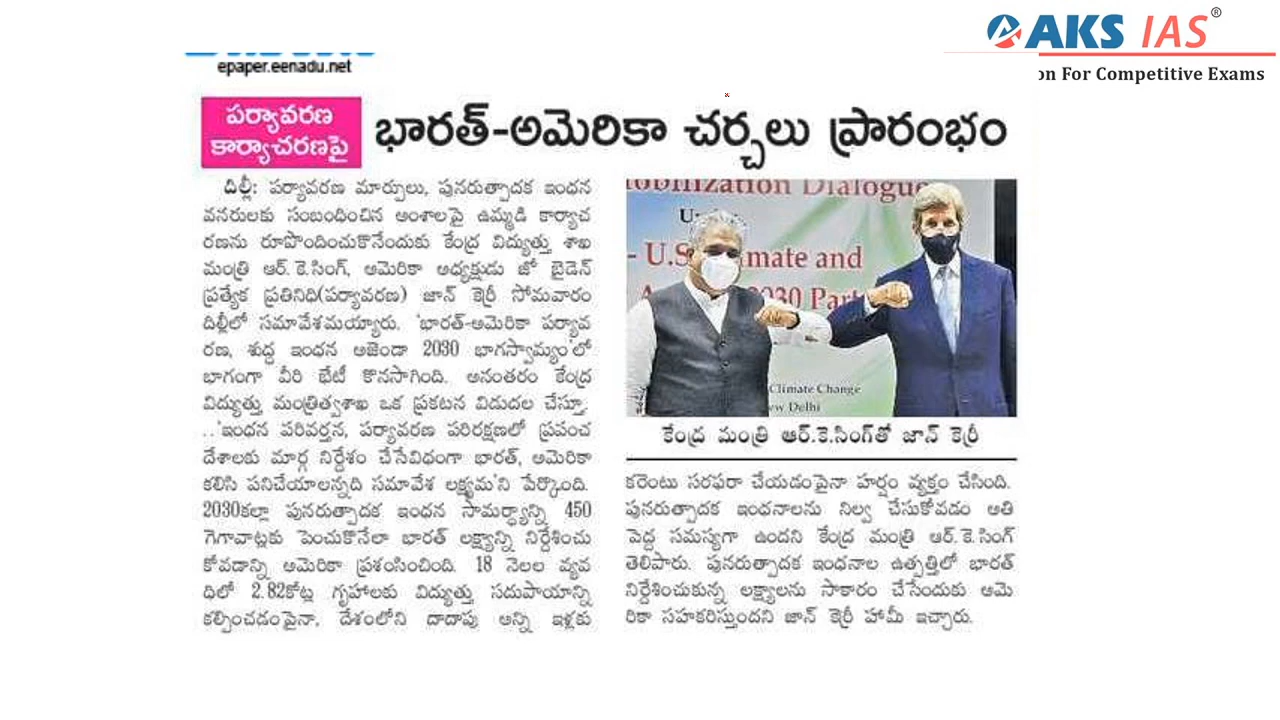 AKS IAS®
on For Competitive Exams
epaper.eenadu.net
పర్యావరణ
కార్యాచరణపై
భారత్-అమెరికా చర్చలు ప్రారంభం
దిల్లీ: పర్యావరణ మార్పులు, పునరుత్పాదక ఇంధన
వనరులకు సంబంధించిన అంశాలపై ఉమ్మడి కార్యాచ
రణను రూపొందించుకొనేందుకు కేంద్ర విద్యుత్తు శాఖ
మంత్రి ఆర్.కె.సింగ్, అమెరికా అధ్యక్షుడు జో బైడెన్
ప్రత్యేక ప్రతినిధి(పర్యావరణ) జాన్ కెర్రీ సోమవారం
దిల్లీలో సమావేశమయ్యారు. 'భారత్-అమెరికా పర్యావ
రణ, శుద్ధ ఇంధన అజెండా 2030 భాగస్వామ్యం'లో
భాగంగా వీరి భేటీ కొనసాగింది. అనంతరం కేంద్ర
విద్యుత్తు మంత్రిత్వశాఖ ఒక ప్రకటన విడుదల చేస్తూ.
..'ఇంధన పరివర్తన, పర్యావరణ పరిరక్షణలో ప్రపంచ
దేశాలకు మార్గ నిర్దేశం చేసేవిధంగా భారత్, అమెరికా
కలిసి పనిచేయాలన్నది సమావేశ లక్ష్యమ'ని పేర్కొంది.
2030కల్లా పునరుత్పాదక ఇంధన సామర్థ్యాన్ని 450
గెగావాట్లకు పెంచుకొనేలా భారత్ లక్ష్యాన్ని నిర్దేశించు
కోవడాన్ని అమెరికా ప్రశంసించింది. 18 నెలల వ్యవ
ధిలో 2.82కోట్ల గృహాలకు విద్యుత్తు సదుపాయాన్ని
కల్పించడంపైనా, దేశంలోని దాదాపు అన్ని ఇళ్లకు
obilization Dialogue
U.S
imate and
2030 Part
Climate Change
ew Delhi
కేంద్ర మంత్రి ఆర్.కె.సింగ్‌తో జాన్ కెర్రీ
కరెంటు సరఫరా చేయడంపైనా హర్షం వ్యక్తం చేసింది.
పునరుత్పాదక ఇంధనాలను నిల్వ చేసుకోవడం అతి
పెద్ద సమస్యగా ఉందని కేంద్ర మంత్రి ఆర్.కె.సింగ్
తెలిపారు. పునరుత్పాదక ఇంధనాల ఉత్పత్తిలో భారత్
నిర్దేశించుకున్న లక్ష్యాలను సాకారం చేసేందుకు అమె
రికా సహకరిస్తుందని జాన్ కెర్రీ హామీ ఇచ్చారు.